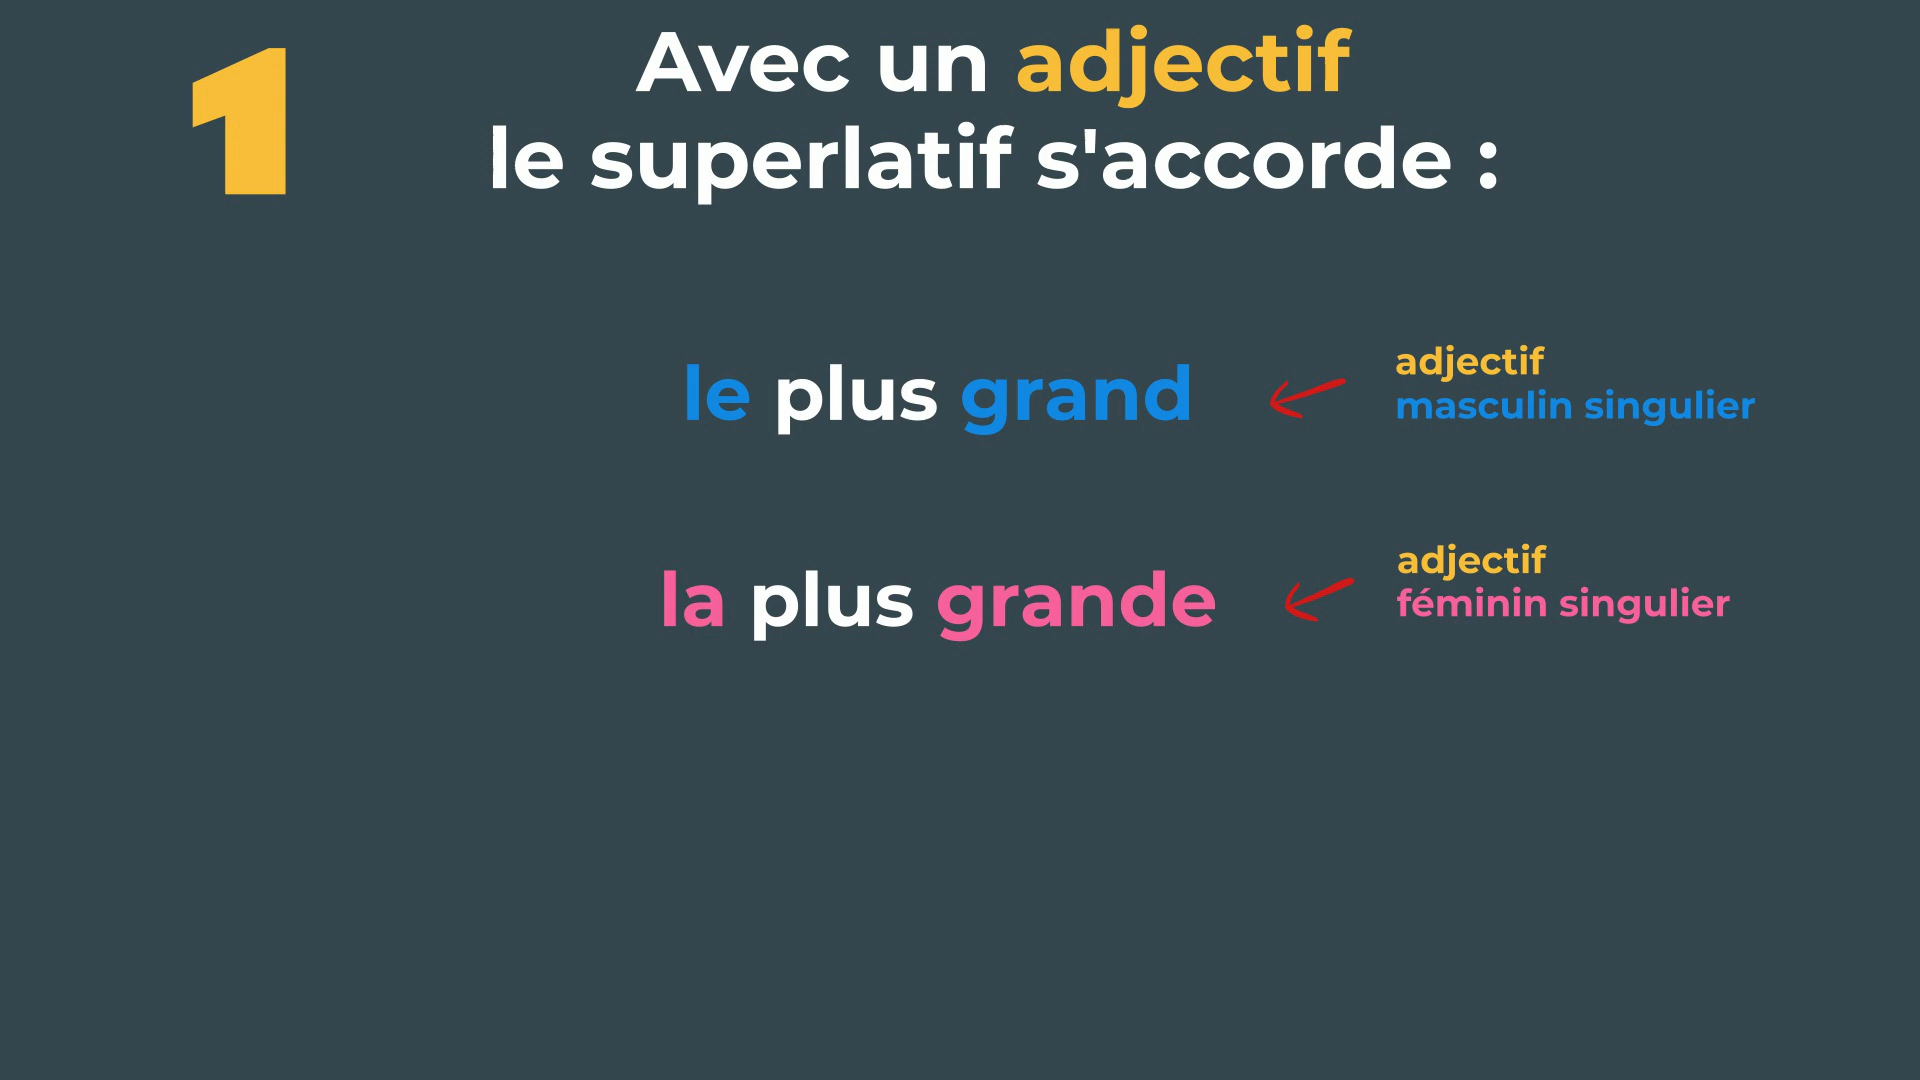 1
Avec un adjectif
le superlatif s'accorde :
le plus grand
adjectif
masculin singulier
la plus grande
adjectif
féminin singulier